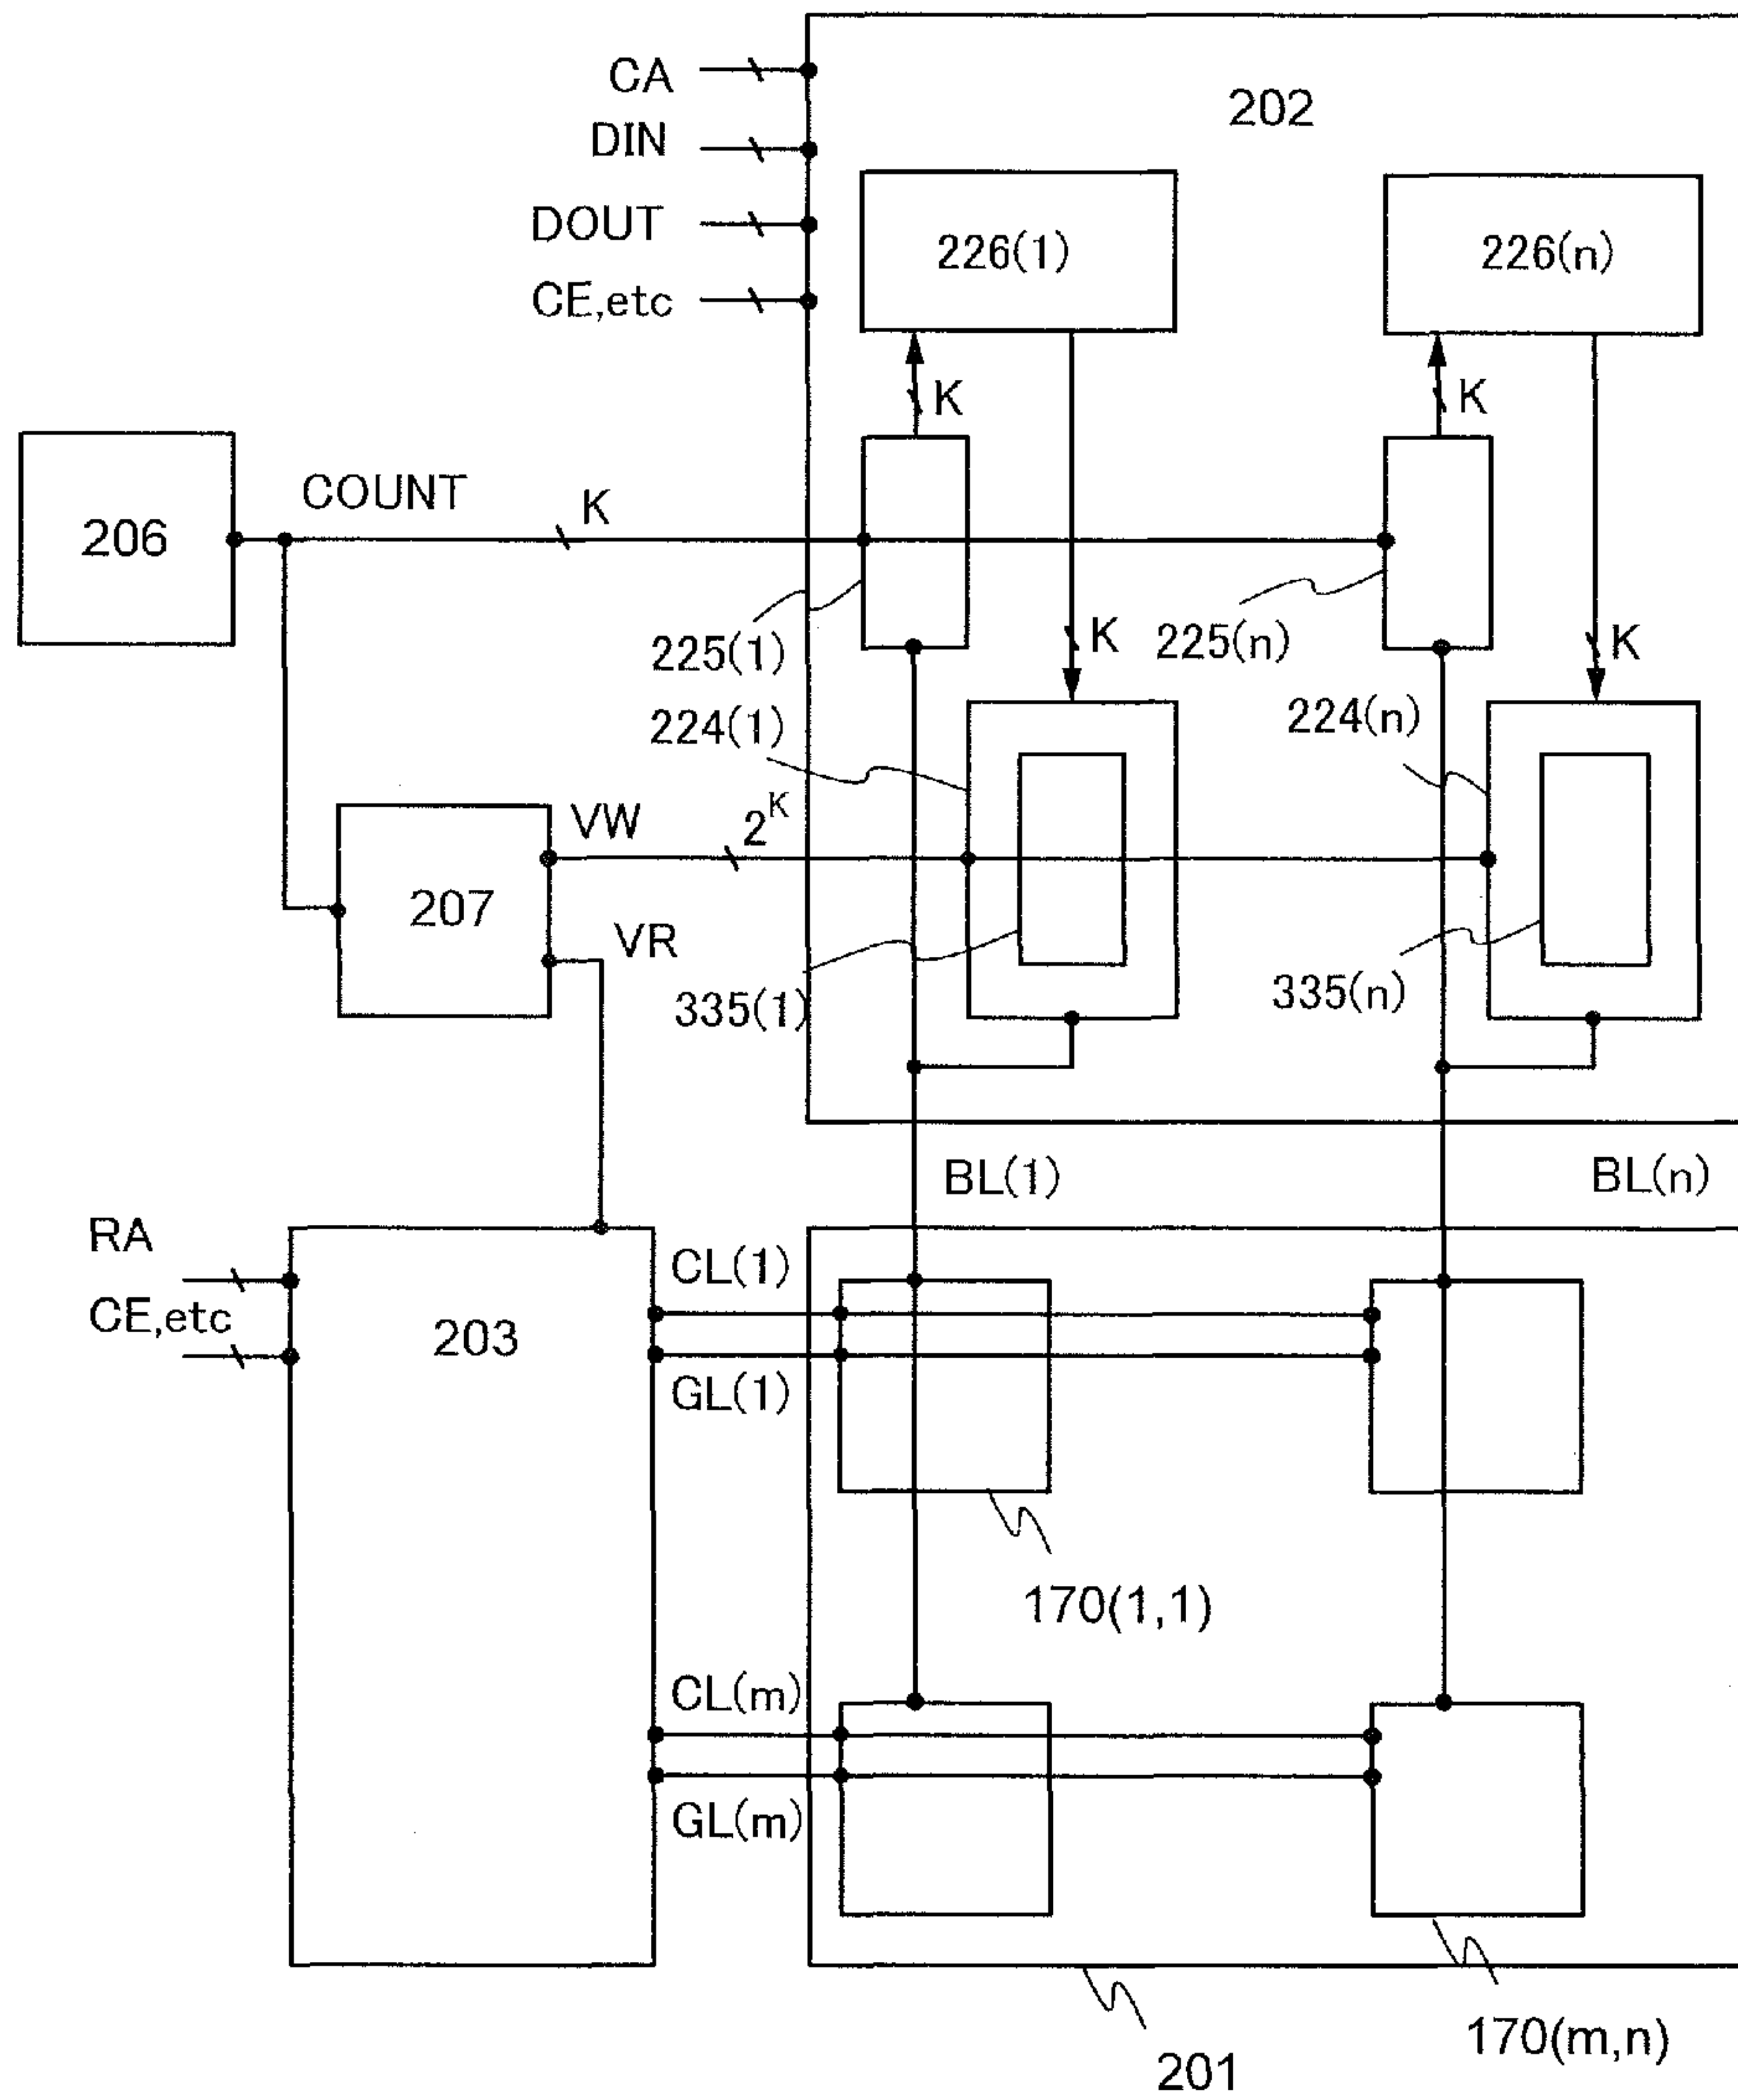 CA
202
DIN
DOUT
226(1)
226(n)
CE,etc
K
K
COUNT
K
206
225(1)
K
225(n)
K
224(1)
224(n)
VW
2^K
207
VR
335(1)
335(n)
BL(1)
BL(n)
RA
CL(1)
CE,etc
203
GL(1)
170(1,1)
CL(m)
GL(m)
170(m,n)
201